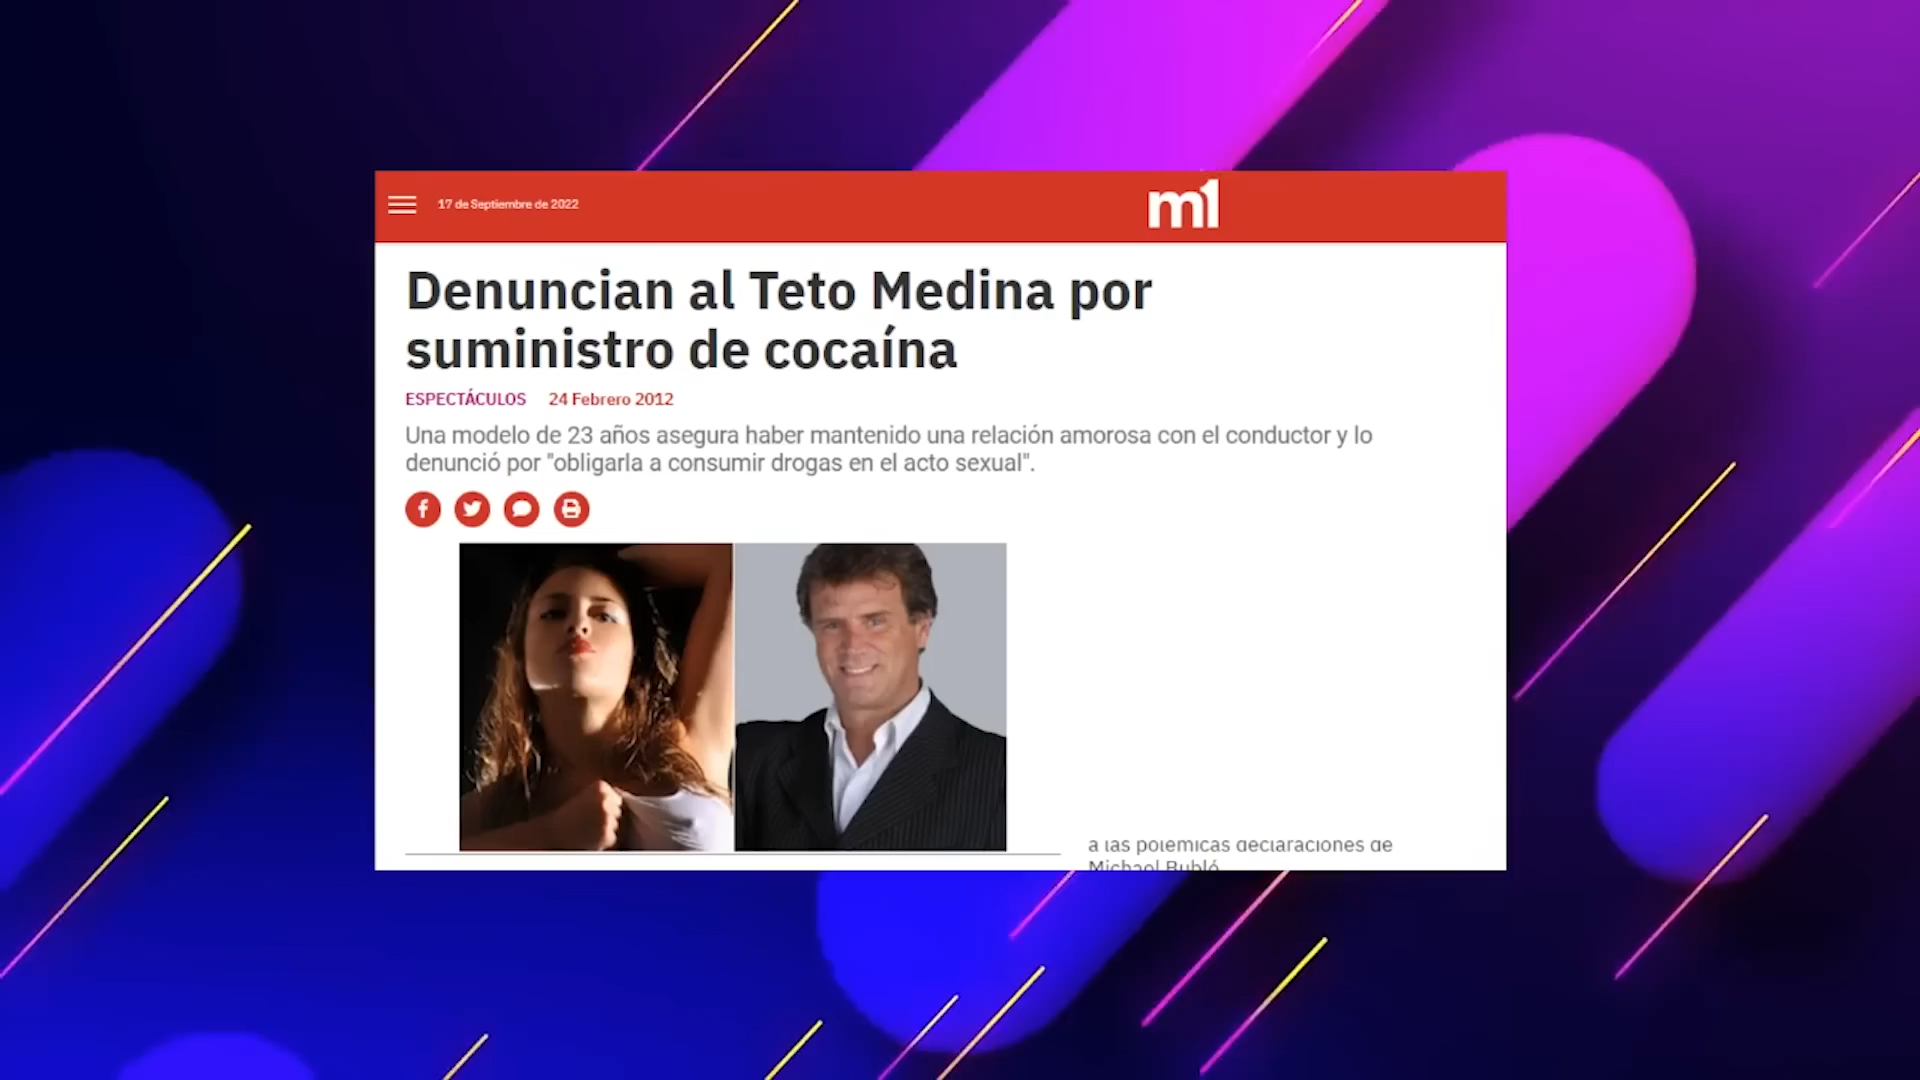 17 de Septiembre de 2022
m1
Denuncian al Teto Medina por
suministro de cocaína
ESPECTÁCULOS 24 Febrero 2012
Una modelo de 23 años asegura haber mantenido una relación amorosa con el conductor y lo
denunció por "obligarla a consumir drogas en el acto sexual".
a las polémicas declaraciones de
Michael Bublé